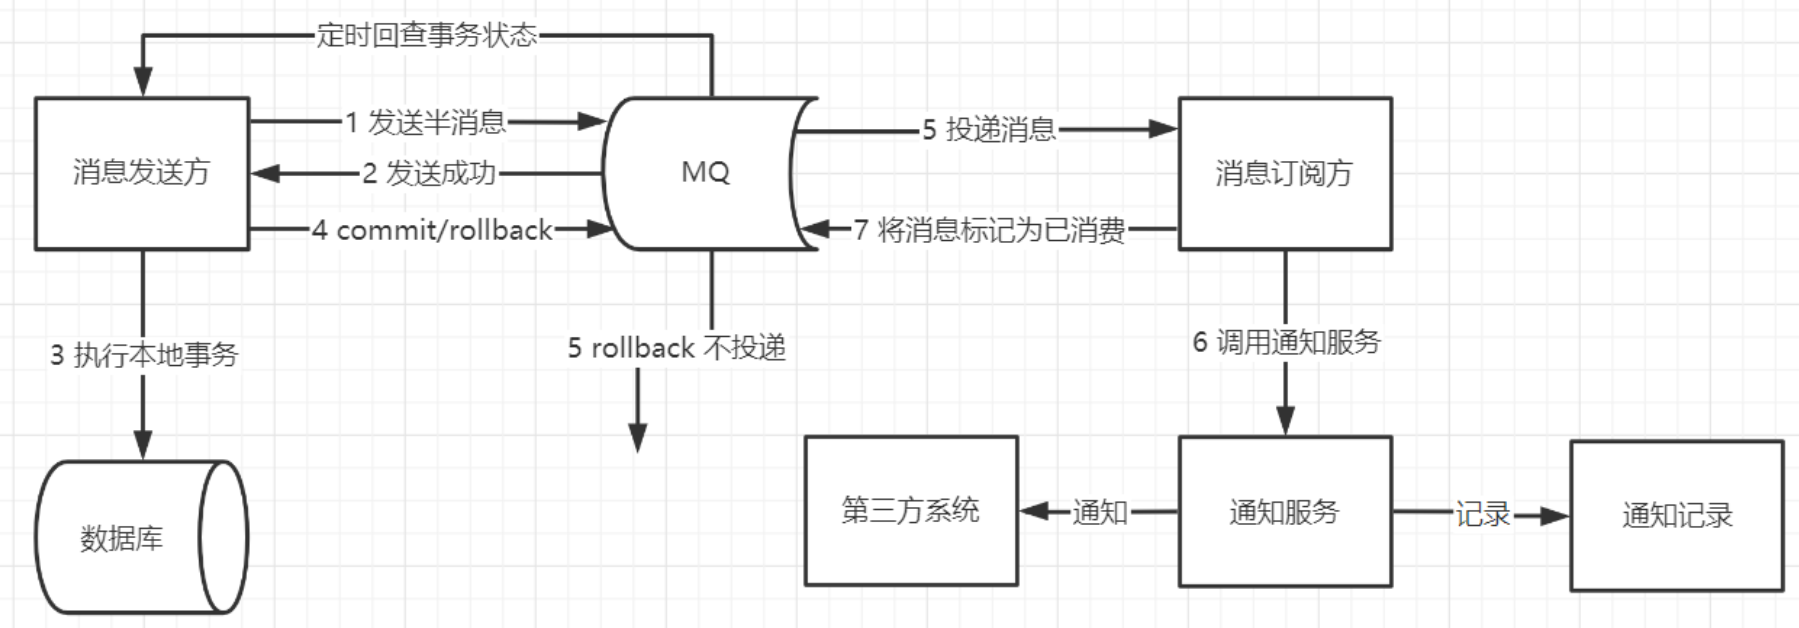 定时回查事务状态
1 发送半消息
5 投递消息
消息发送方
2 发送成功
MQ
消息订阅方
4 commit/rollback
7 将消息标记为已消费
3 执行本地事务
5 rollback 不投递
6 调用通知服务
数据库
第三方系统
通知
通知服务
记录
通知记录